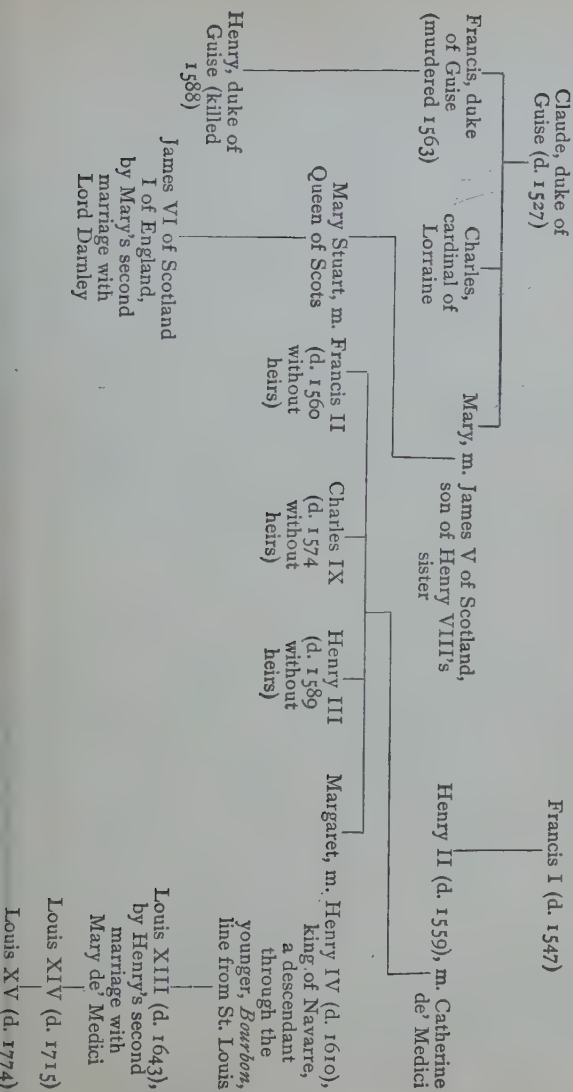 Claude, duke of
Guise (d. 1527)
Francis I (d. 1547)
Francis, duke
of Guise
(murdered 1563)
Charles,
cardinal of
Lorraine
Mary, m. James V of Scotland,
son of Henry VIII's
sister
Henry II (d. 1559), m. Catherine
de' Medici
Henry, duke of
Guise (killed
1588)
Mary Stuart, m. Francis II
Queen of Scots (d. 1560
without
heirs)
Charles IX
(d. 1574
without
heirs)
Henry III
(d. 1589
without
heirs)
Margaret, m. Henry IV (d. 1610),
king of Navarre,
a descendant
through the
younger, Bourbon,
line from St. Louis
James VI of Scotland
I of England,
by Mary's second
marriage with
Lord Darnley
Louis XIII (d. 1643),
by Henry's second
marriage with
Mary de' Medici
Louis XIV (d. 1715)
Louis XV (d. 1774)